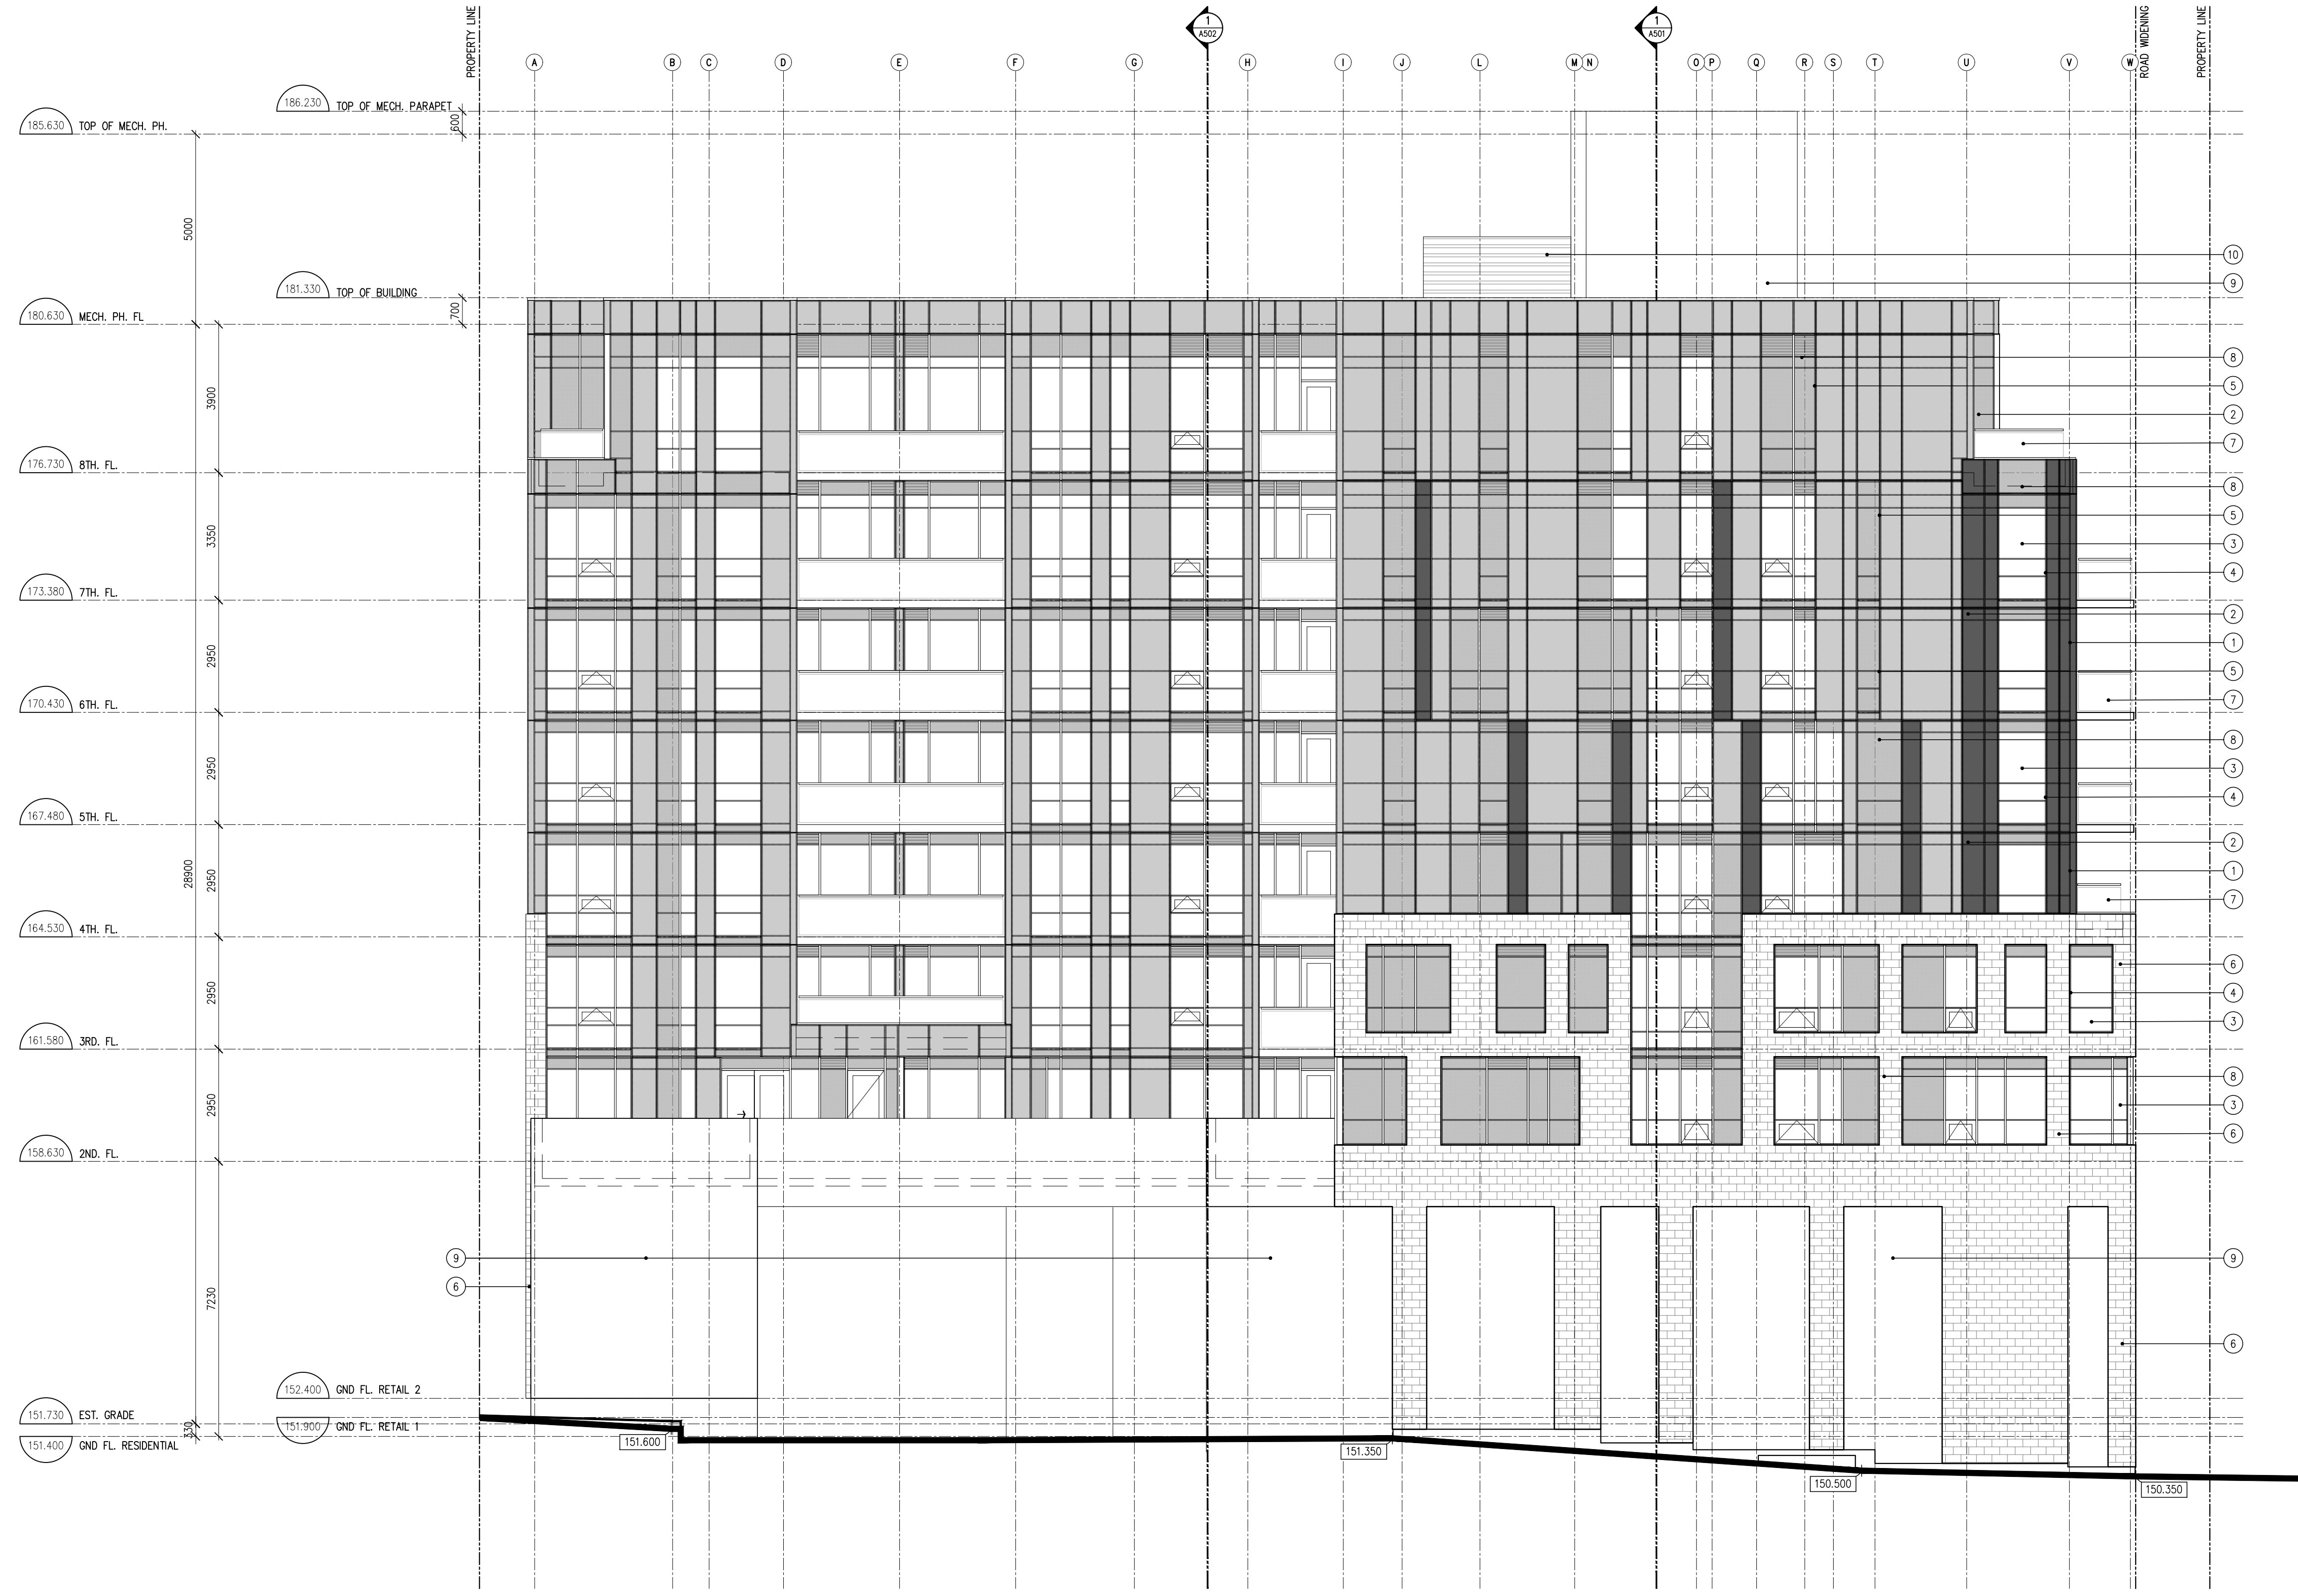 PROPERTY LINE
1
A502
1
A501
ROAD WIDENING
PROPERTY LINE
A B C D E F G H I J L M N O P Q R S T U V W
186.230 TOP OF MECH. PARAPET
600
185.630 TOP OF MECH. PH.
5000
10
9
181.330 TOP OF BUILDING
700
180.630 MECH. PH. FL
8
5
3900
2
7
176.730 8TH. FL.
8
5
3350
3
4
173.380 7TH. FL.
2
1
2950
5
7
170.430 6TH. FL.
8
2950
3
4
167.480 5TH. FL.
2
28900
2950
1
7
164.530 4TH. FL.
6
2950
4
3
161.580 3RD. FL.
8
2950
3
6
158.630 2ND. FL.
9
9
6
7230
6
152.400 GND FL. RETAIL 2
151.730 EST. GRADE
151.900 GND FL. RETAIL 1
330
151.400 GND FL. RESIDENTIAL
151.600
151.350
150.500
150.350